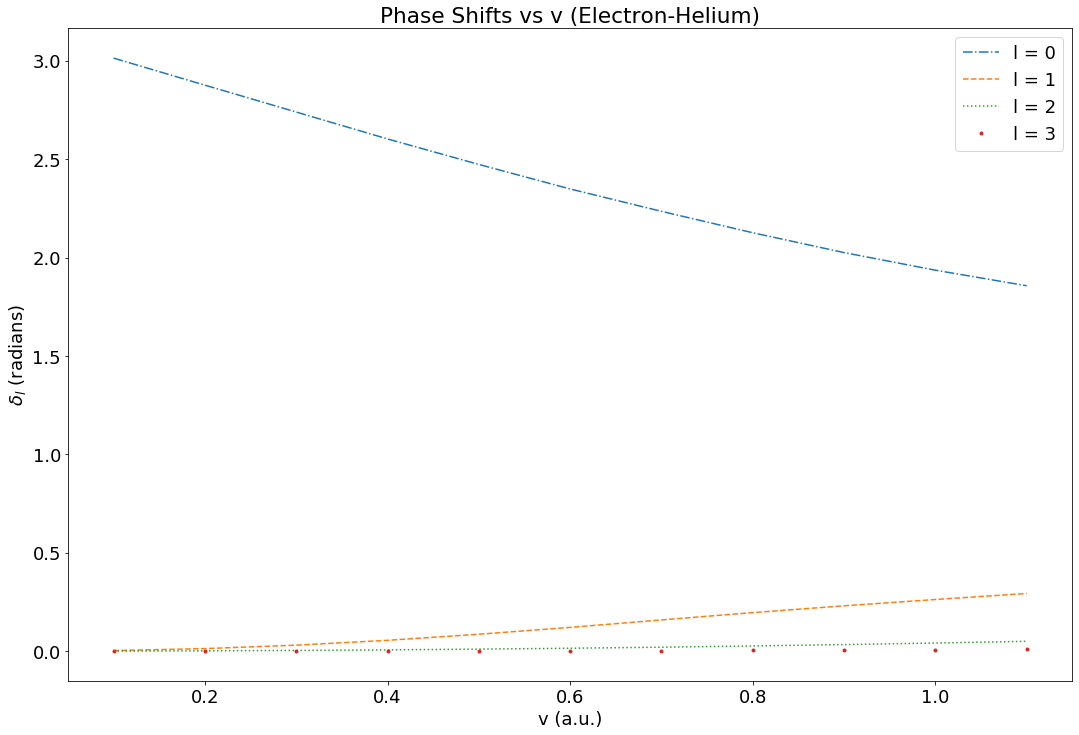 Phase Shifts vs v (Electron-Helium)
l = 0
l = 1
l = 2
l = 3
3.0
2.5
2.0
1.5
1.0
0.5
0.0
δ_l (radians)
0.2 0.4 0.6 0.8 1.0
v (a.u.)